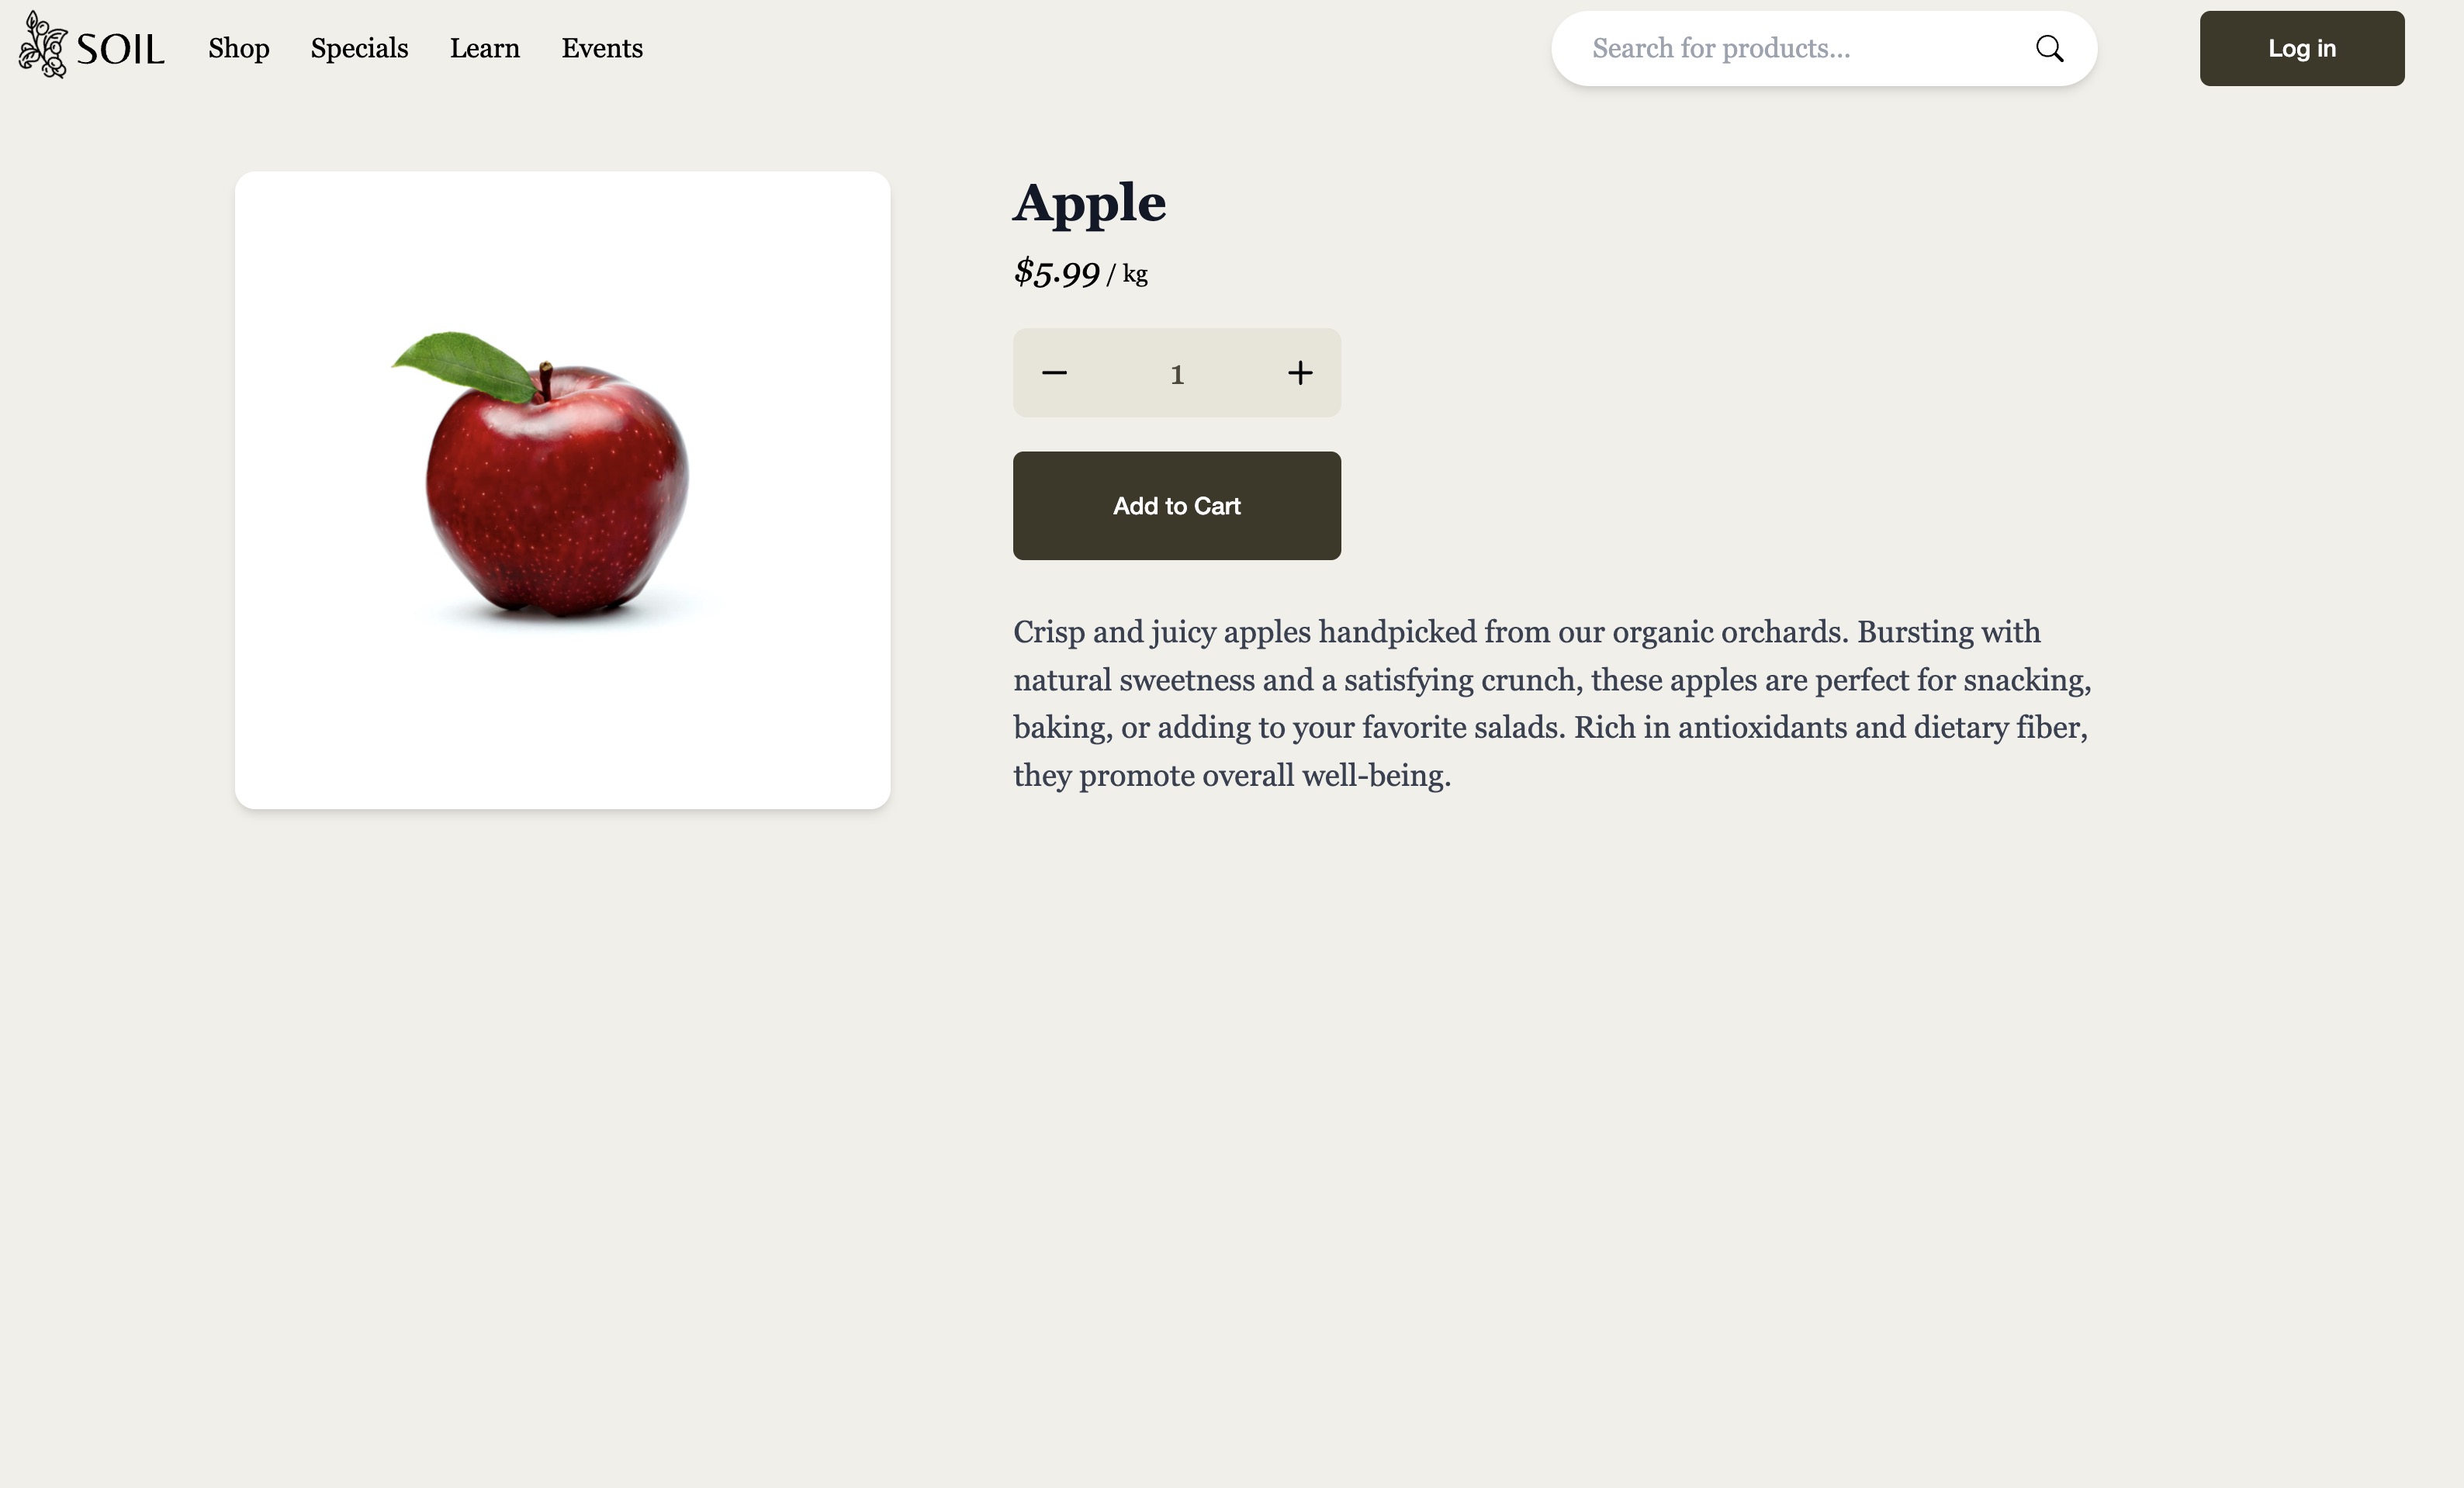 SOIL
Shop
Specials
Learn
Events
Search for products...
Log in
Apple
$5.99 / kg
1
Add to Cart
Crisp and juicy apples handpicked from our organic orchards. Bursting with
natural sweetness and a satisfying crunch, these apples are perfect for snacking,
baking, or adding to your favorite salads. Rich in antioxidants and dietary fiber,
they promote overall well-being.